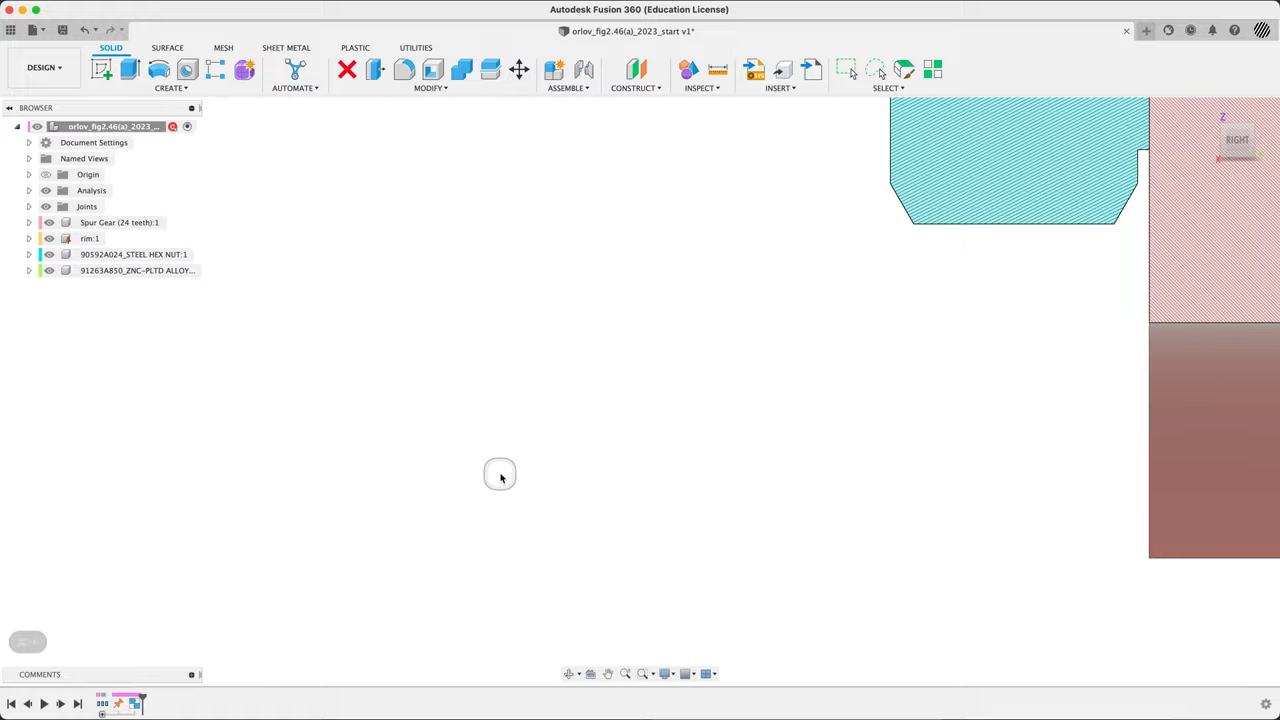 Autodesk Fusion 360 (Education License)
orlov_fig2.46(a)_2023_start v1*
SOLID SURFACE MESH SHEET METAL PLASTIC UTILITIES
DESIGN
CREATE AUTOMATE MODIFY ASSEMBLE CONSTRUCT INSPECT INSERT SELECT
BROWSER
orlov_fig2.46(a)_2023_...
Document Settings
Named Views
Origin
Analysis
Joints
Spur Gear (24 teeth):1
rim:1
90592A024_STEEL HEX NUT:1
91263A850_ZNC-PLTD ALLOY...
Z
RIGHT
COMMENTS